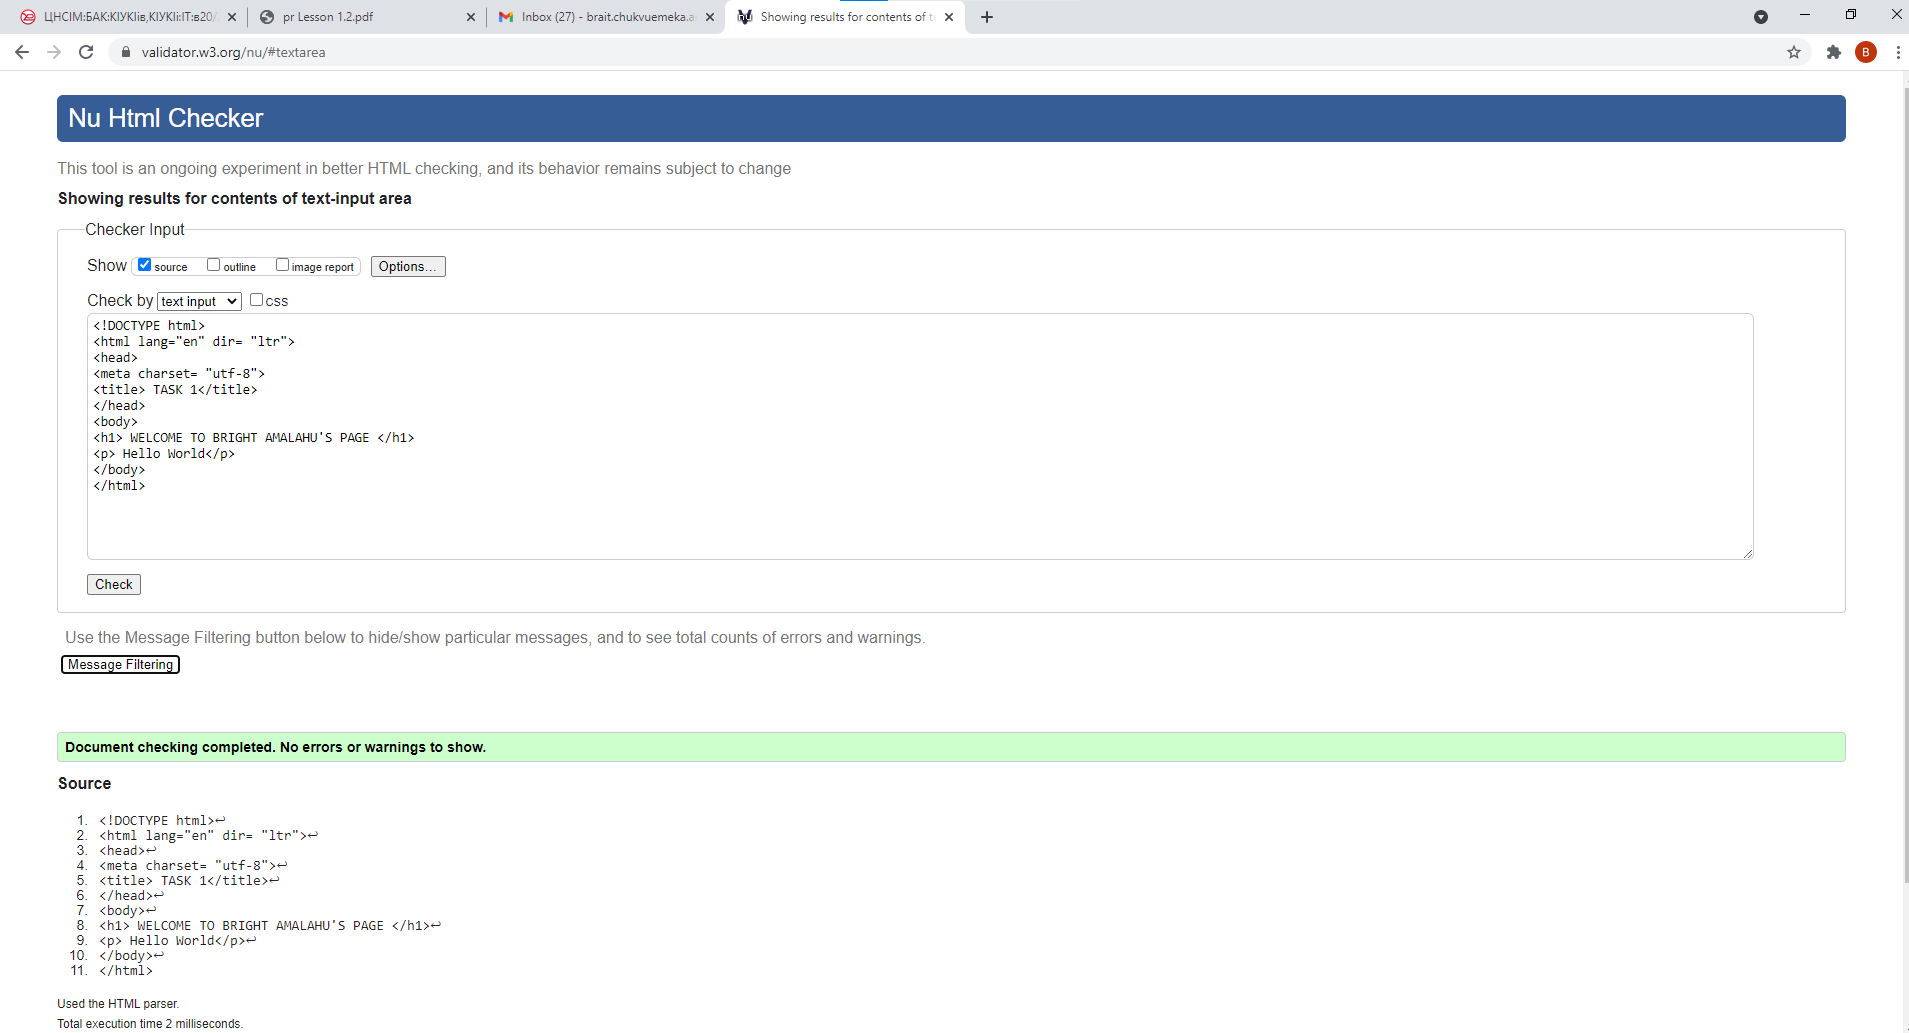 ЦНСІМ:БАК:КІУКІів,КІУКІі:ІТ:в20/
pr Lesson 1.2.pdf
Inbox (27) - brait.chukvuemeka.a
Showing results for contents of t
validator.w3.org/nu/#textarea
B
Nu Html Checker
This tool is an ongoing experiment in better HTML checking, and its behavior remains subject to change
Showing results for contents of text-input area
Checker Input
Show source outline image report Options...
Check by text input css
<!DOCTYPE html>
<html lang="en" dir= "ltr">
<head>
<meta charset= "utf-8">
<title> TASK 1</title>
</head>
<body>
<h1> WELCOME TO BRIGHT AMALAHU'S PAGE </h1>
<p> Hello World</p>
</body>
</html>
Check
Use the Message Filtering button below to hide/show particular messages, and to see total counts of errors and warnings.
Message Filtering
Document checking completed. No errors or warnings to show.
Source
1. <!DOCTYPE html>↩
2. <html lang="en" dir= "ltr">↩
3. <head>↩
4. <meta charset= "utf-8">↩
5. <title> TASK 1</title>↩
6. </head>↩
7. <body>↩
8. <h1> WELCOME TO BRIGHT AMALAHU'S PAGE </h1>↩
9. <p> Hello World</p>↩
10. </body>↩
11. </html>
Used the HTML parser.
Total execution time 2 milliseconds.